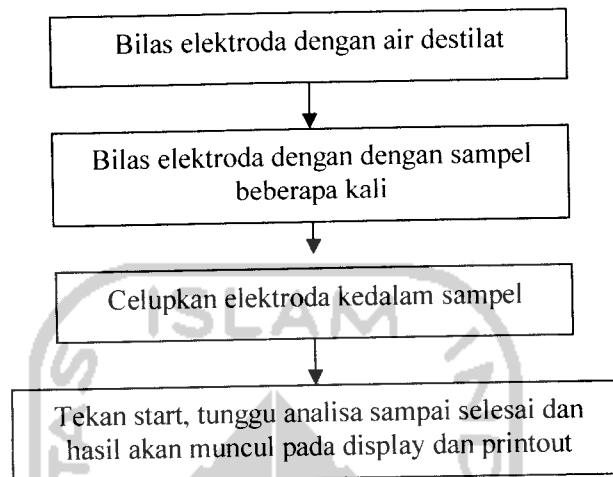 Bilas elektroda dengan air destilat
Bilas elektroda dengan dengan sampel
beberapa kali
Celupkan elektroda kedalam sampel
ISLAM
Tekan start, tunggu analisa sampai selesai dan
hasil akan muncul pada display dan printout